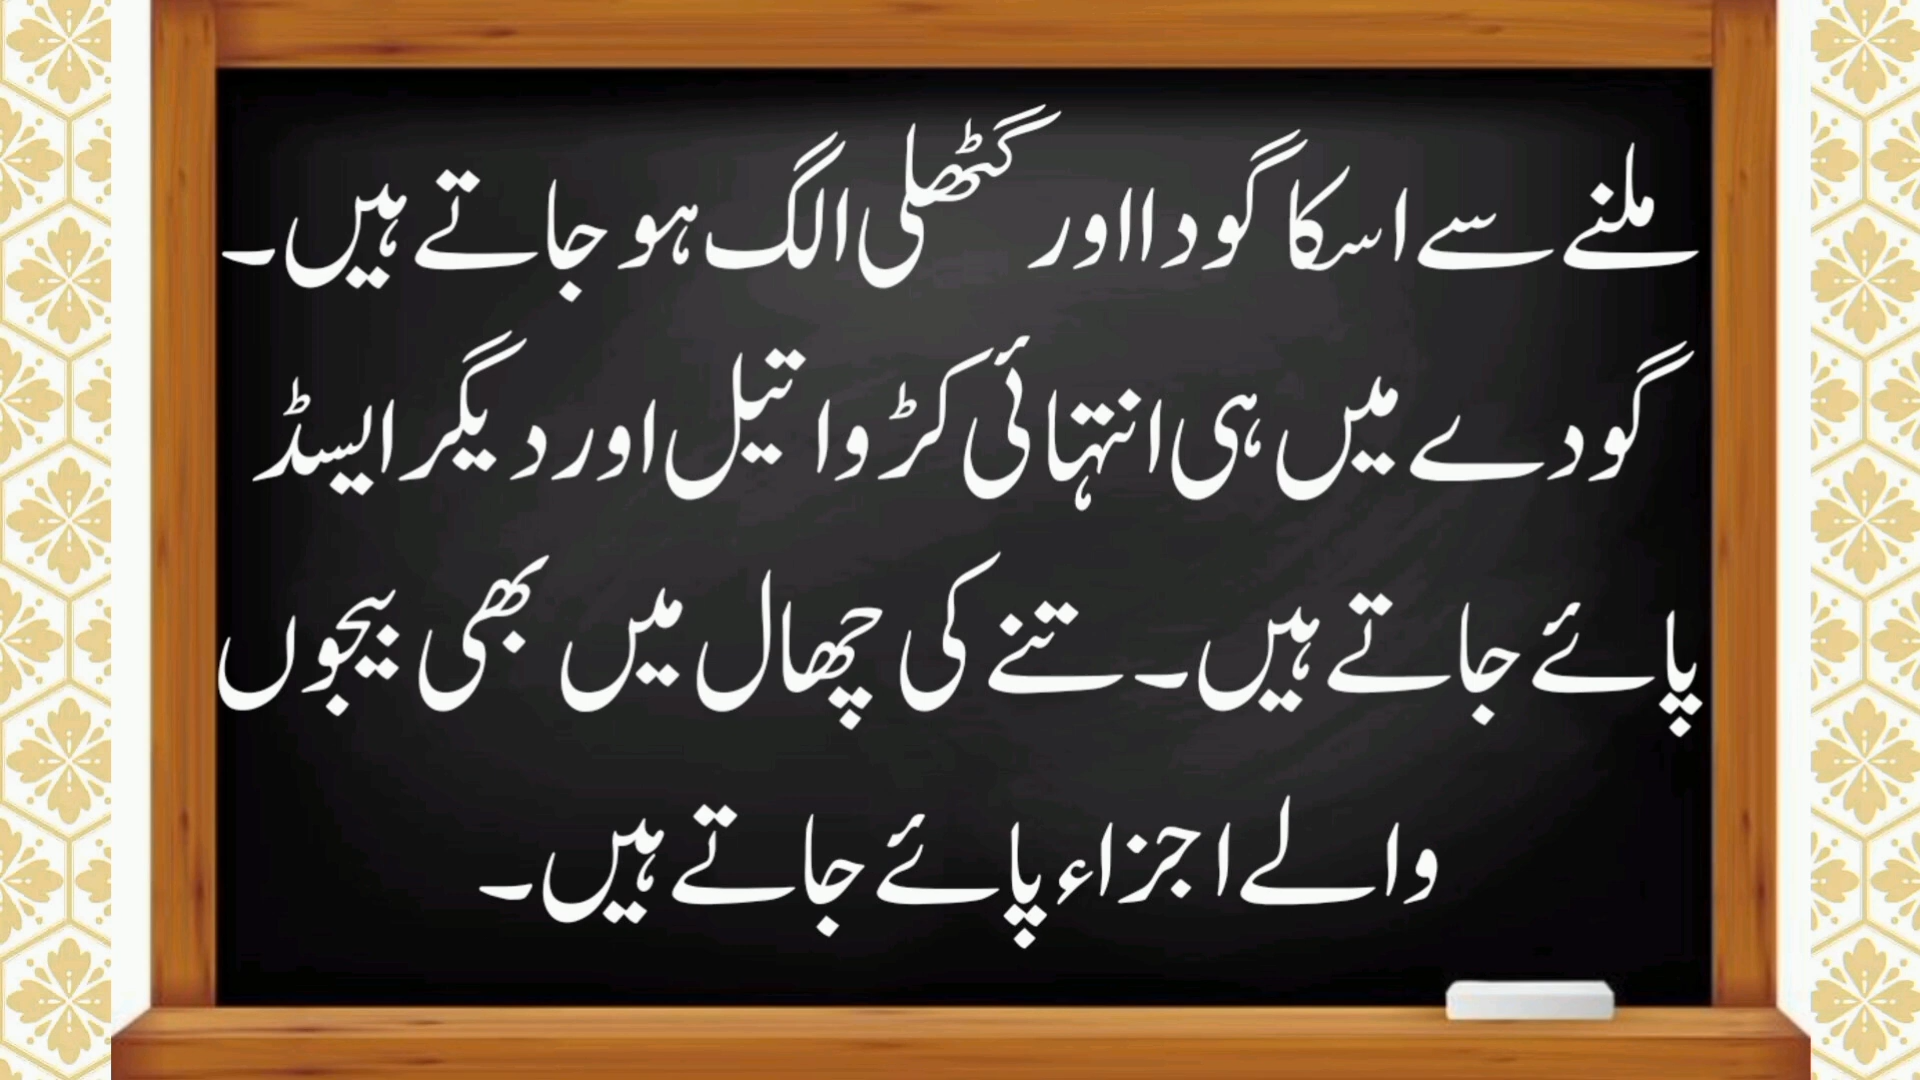 ملنے سے اسکا گودا اور گٹھلی الگ ہو جاتے ہیں۔
گودے میں ہی انتہائی کڑوا تیل اور دیگر ایسڈ
پائے جاتے ہیں۔ تنے کی چھال میں بھی بیجوں
والے اجزاء پائے جاتے ہیں۔